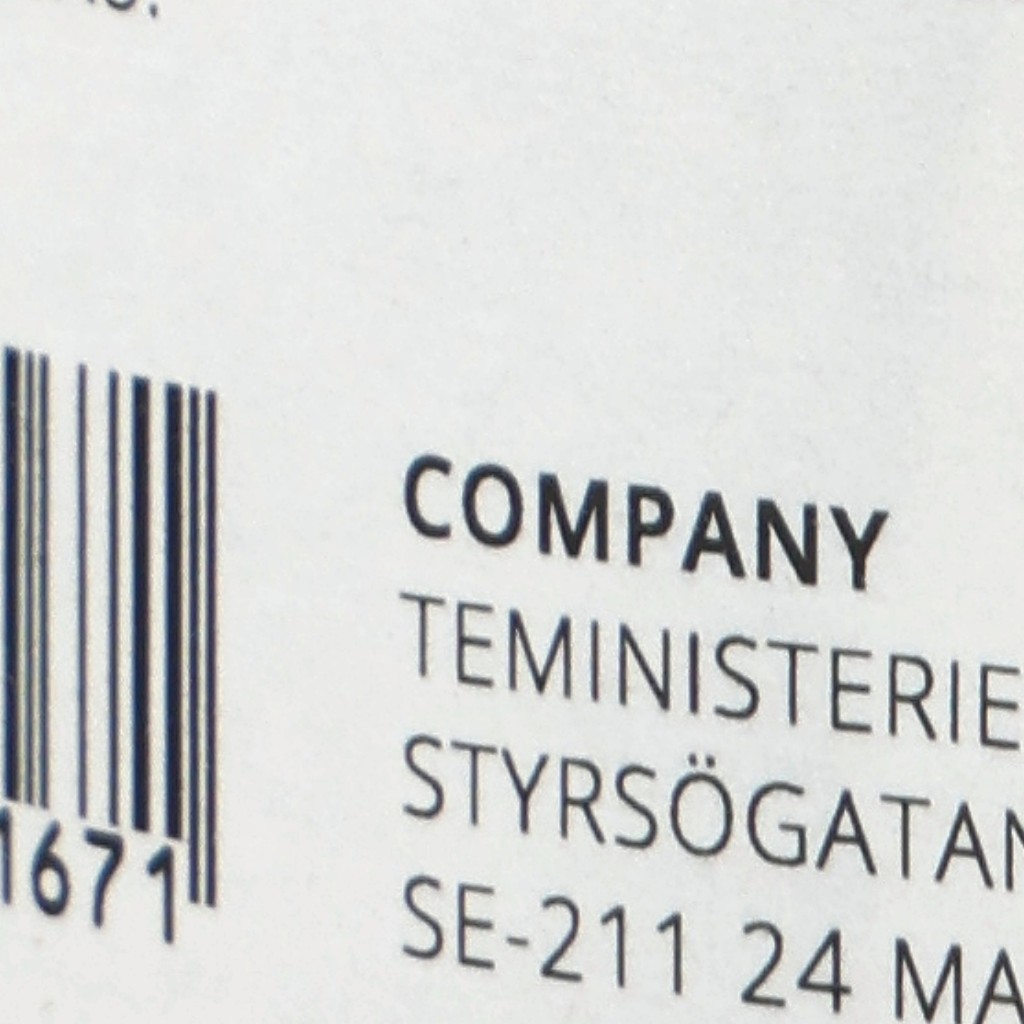 1671
COMPANY
TEMINISTERIE
STYRSÖGATAN
SE-211 24 MA